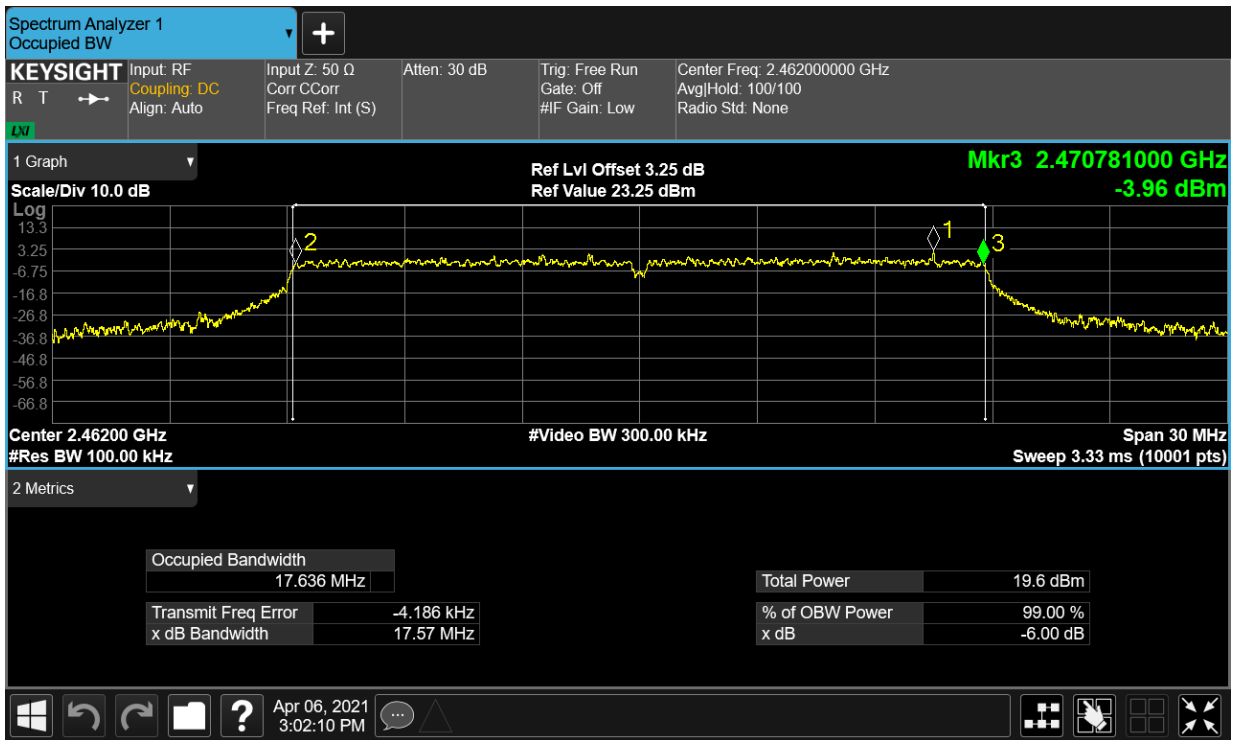 Spectrum Analyzer 1
Occupied BW
+
KEYSIGHT
R T
LXI
Input: RF
Coupling: DC
Align: Auto
Input Z: 50 Ω
Corr CCorr
Freq Ref: Int (S)
Atten: 30 dB
Trig: Free Run
Gate: Off
#IF Gain: Low
Center Freq: 2.462000000 GHz
Avg|Hold: 100/100
Radio Std: None
1 Graph
Scale/Div 10.0 dB
Ref Lvl Offset 3.25 dB
Ref Value 23.25 dBm
Mkr3 2.470781000 GHz
-3.96 dBm
Log
13.3
3.25
-6.75
-16.8
-26.8
-36.8
-46.8
-56.8
-66.8
2
1
3
Center 2.46200 GHz
#Video BW 300.00 kHz
Span 30 MHz
#Res BW 100.00 kHz
Sweep 3.33 ms (10001 pts)
2 Metrics
Occupied Bandwidth
17.636 MHz
Total Power 19.6 dBm
Transmit Freq Error -4.186 kHz
% of OBW Power 99.00 %
x dB Bandwidth 17.57 MHz
x dB -6.00 dB
?
Apr 06, 2021
3:02:10 PM